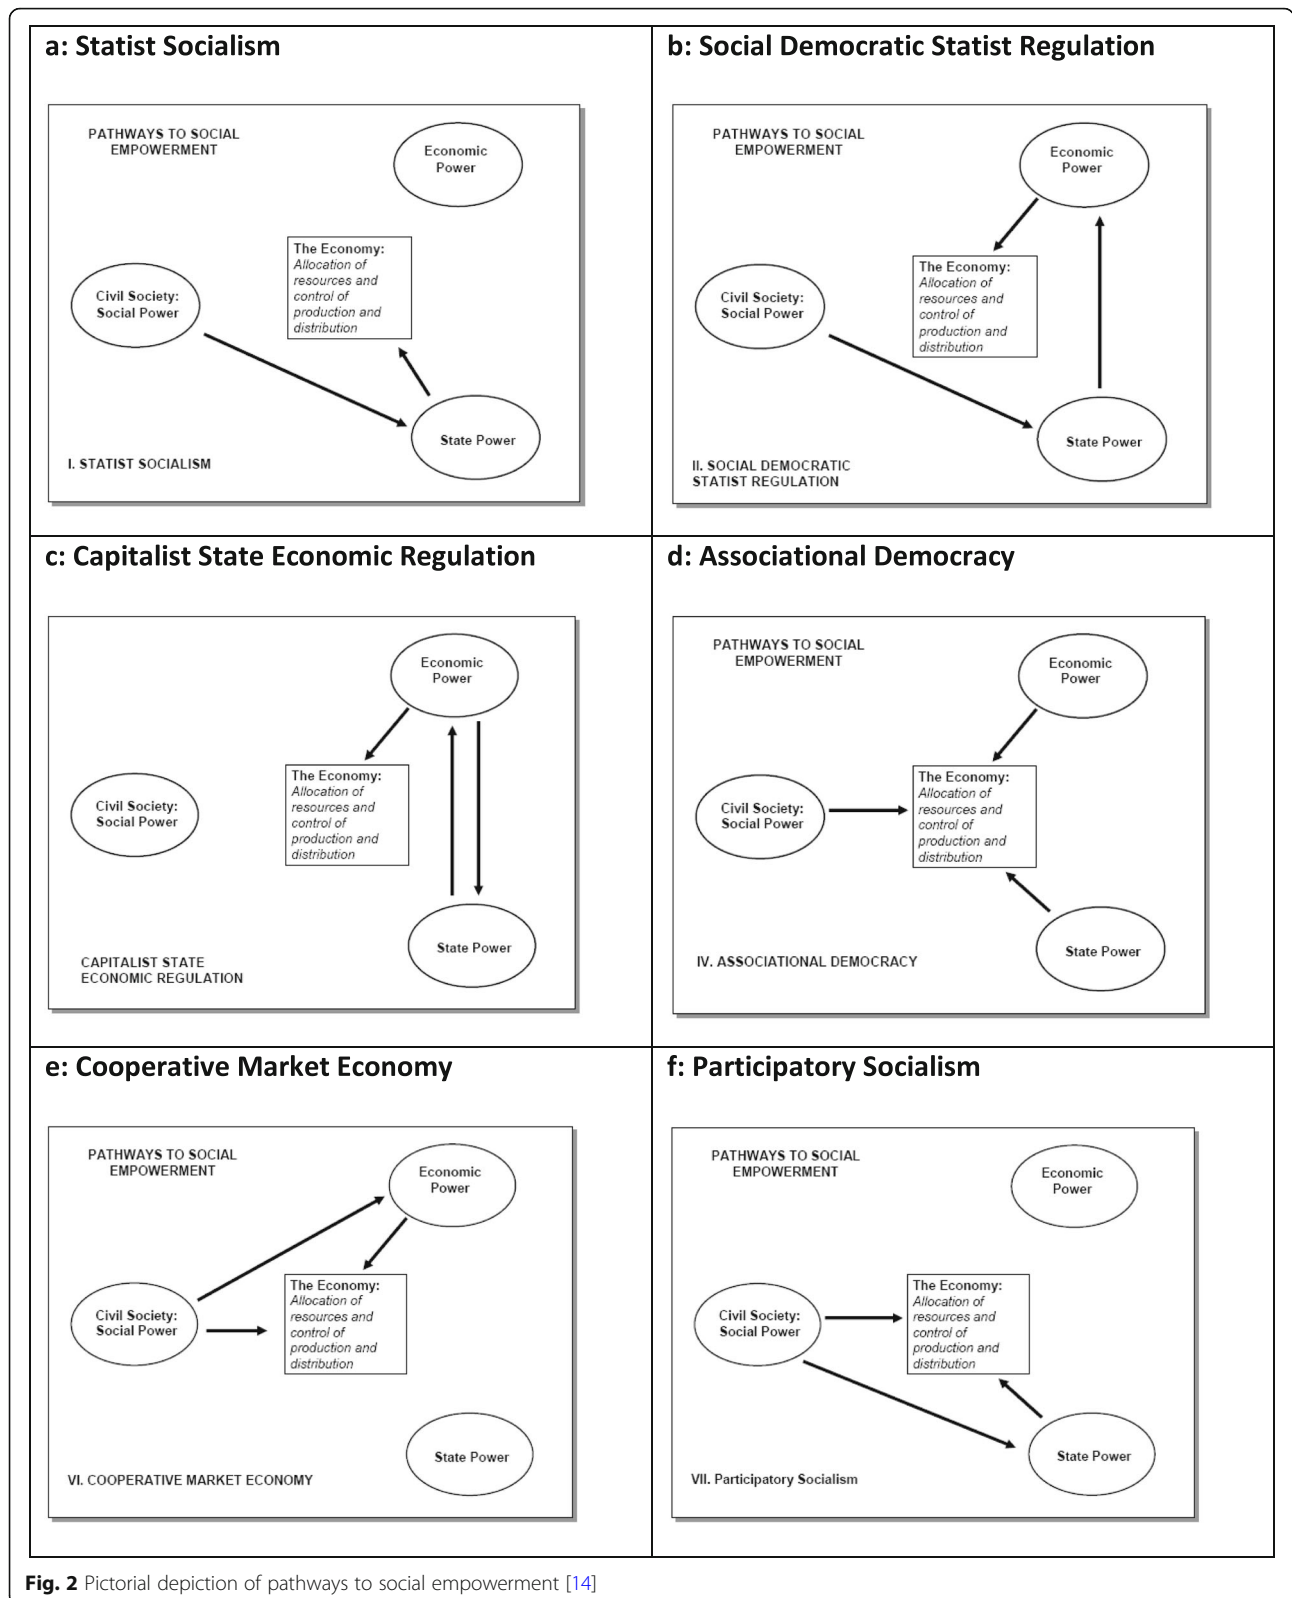 a: Statist Socialism
PATHWAYS TO SOCIAL
EMPOWERMENT
Economic
Power
The Economy:
Allocation of
resources and
control of
production and
distribution
Civil Society:
Social Power
State Power
I. STATIST SOCIALISM
b: Social Democratic Statist Regulation
PATHWAYS TO SOCIAL
EMPOWERMENT
Economic
Power
The Economy:
Allocation of
resources and
control of
production and
distribution
Civil Society:
Social Power
State Power
II. SOCIAL DEMOCRATIC
STATIST REGULATION
c: Capitalist State Economic Regulation
Economic
Power
The Economy:
Allocation of
resources and
control of
production and
distribution
Civil Society:
Social Power
State Power
CAPITALIST STATE
ECONOMIC REGULATION
d: Associational Democracy
PATHWAYS TO SOCIAL
EMPOWERMENT
Economic
Power
The Economy:
Allocation of
resources and
control of
production and
distribution
Civil Society:
Social Power
State Power
IV. ASSOCIATIONAL DEMOCRACY
e: Cooperative Market Economy
PATHWAYS TO SOCIAL
EMPOWERMENT
Economic
Power
The Economy:
Allocation of
resources and
control of
production and
distribution
Civil Society:
Social Power
State Power
VI. COOPERATIVE MARKET ECONOMY
f: Participatory Socialism
PATHWAYS TO SOCIAL
EMPOWERMENT
Economic
Power
The Economy:
Allocation of
resources and
control of
production and
distribution
Civil Society:
Social Power
State Power
VII. Participatory Socialism
Fig. 2 Pictorial depiction of pathways to social empowerment [14]